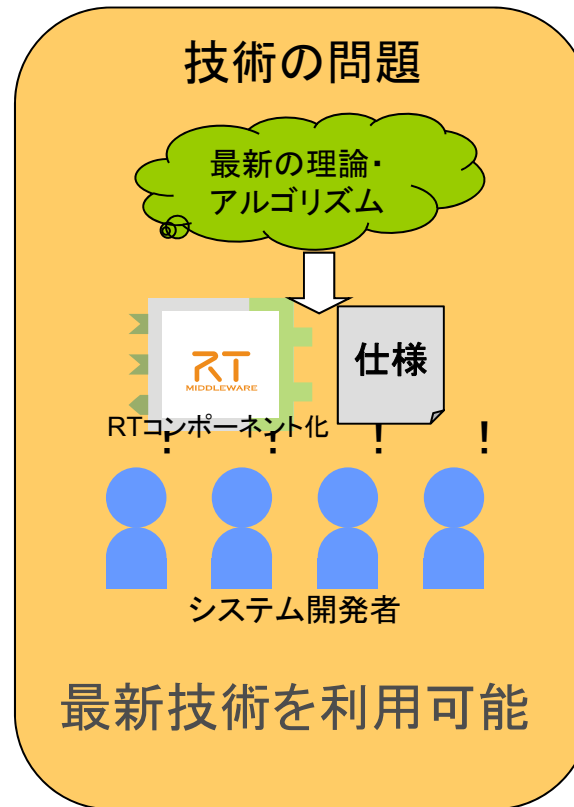 技術の問題
最新の理論・
アルゴリズム
RT
MIDDLEWARE
仕様
RTコンポーネント化
! ! ! !
システム開発者
最新技術を利用可能